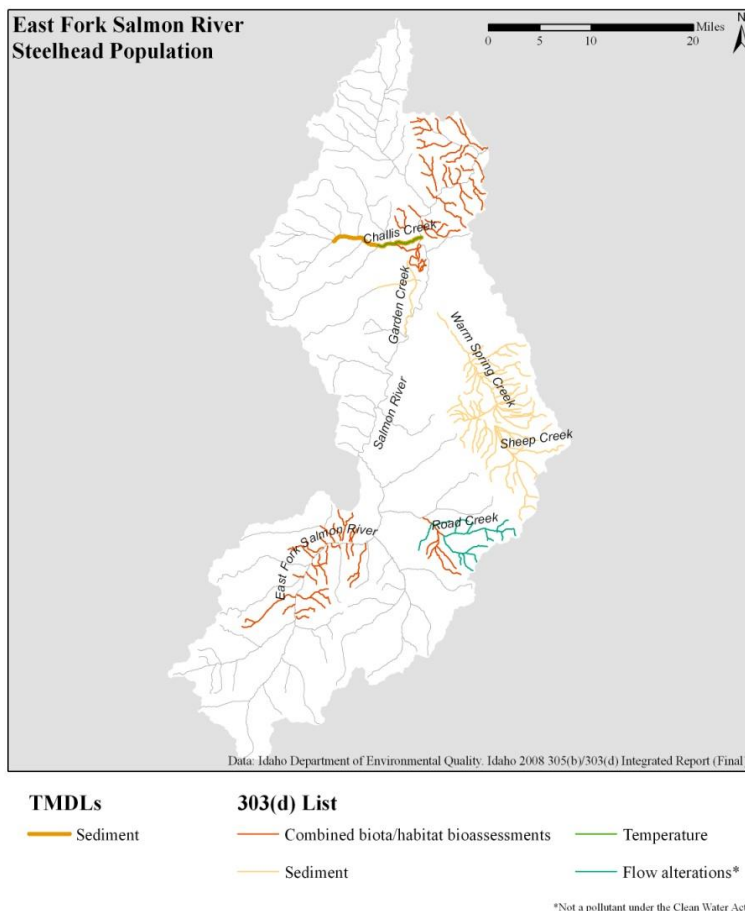 East Fork Salmon River
Steelhead Population
Miles
0 5 10 20
N
Challis Creek
Garden Creek
Warm Spring Creek
Salmon River
Sheep Creek
Road Creek
East Fork Salmon River
Data: Idaho Department of Environmental Quality. Idaho 2008 305(b)/303(d) Integrated Report (Final)
TMDLs
Sediment
303(d) List
Combined biota/habitat bioassessments
Temperature
Sediment
Flow alterations*
*Not a pollutant under the Clean Water Act